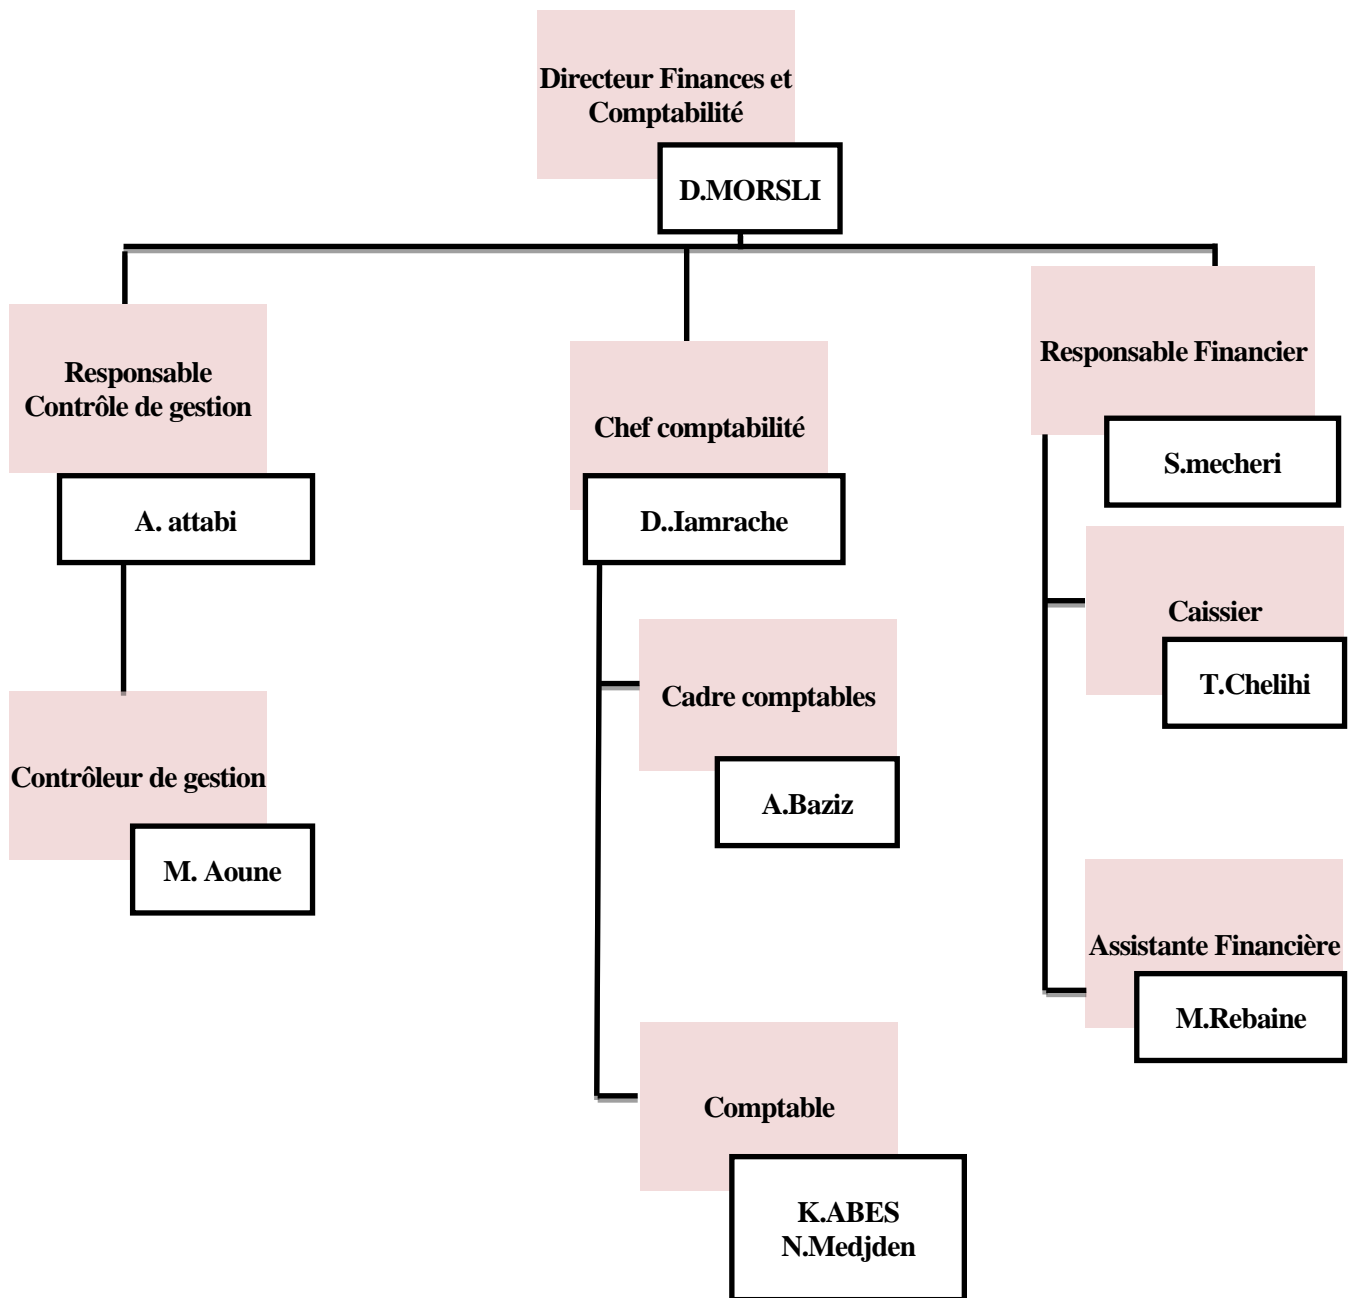 Directeur Finances et
Comptabilité
D.MORSLI
Responsable
Contrôle de gestion
A. attabi
Contrôleur de gestion
M. Aoune
Chef comptabilité
D..Iamrache
Cadre comptables
A.Baziz
Comptable
K.ABES
N.Medjden
Responsable Financier
S.mecheri
Caissier
T.Chelihi
Assistante Financière
M.Rebaine